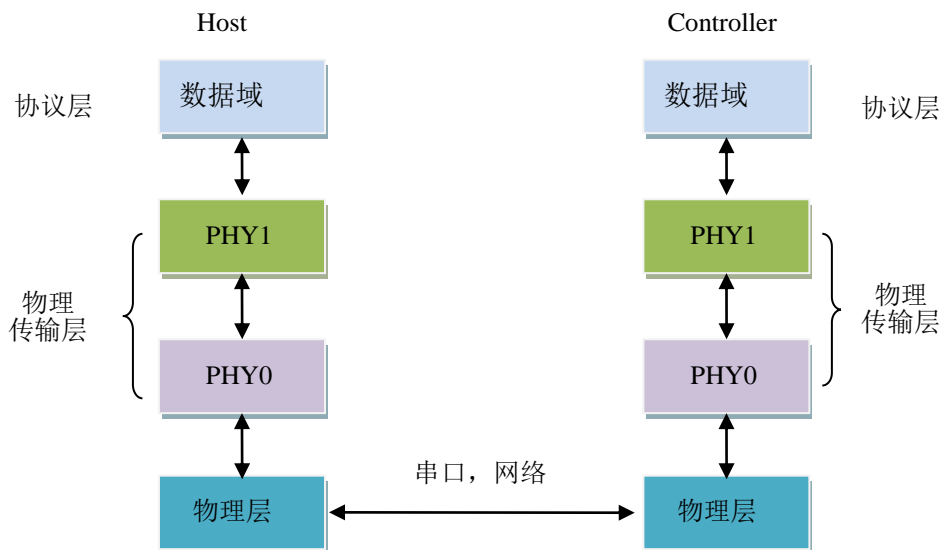 Host
Controller
协议层
数据域
数据域
协议层
PHY1
PHY1
物理
传输层
物理
传输层
PHY0
PHY0
串口，网络
物理层
物理层